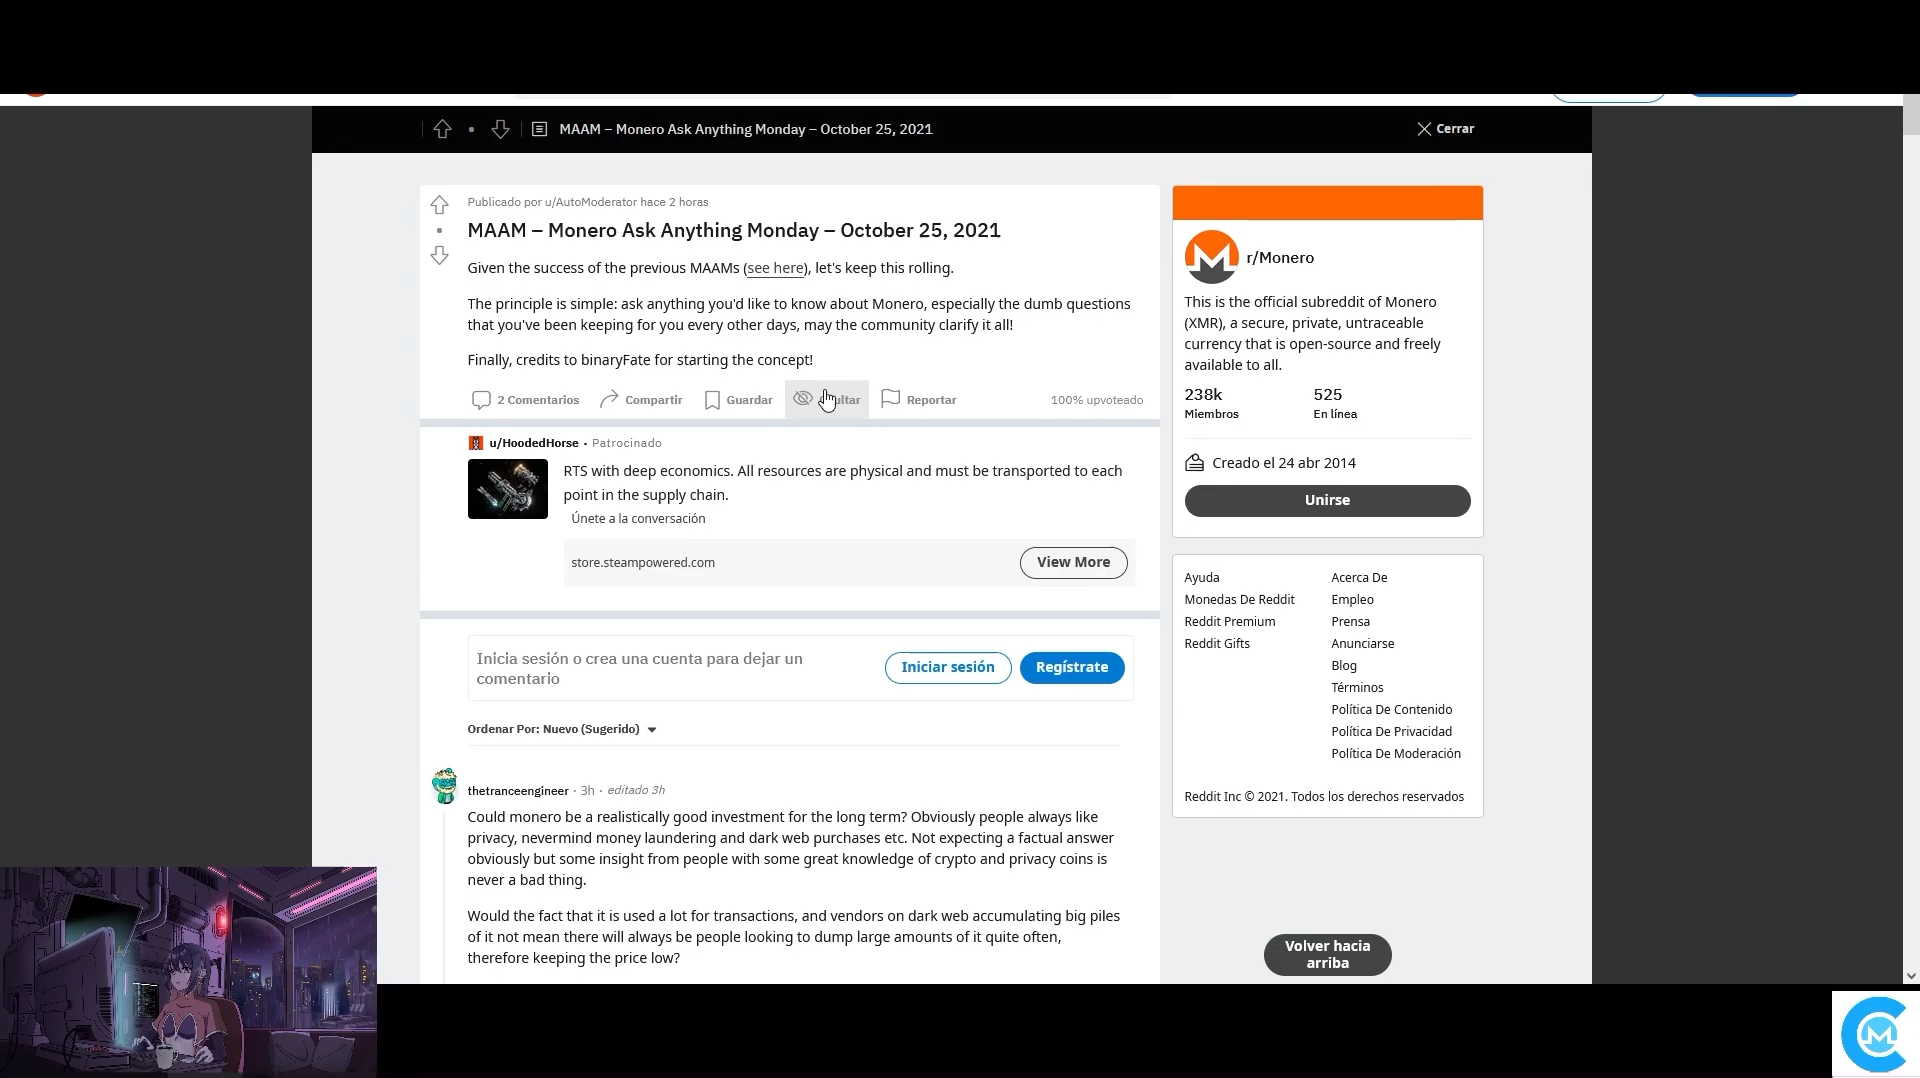 MAAM – Monero Ask Anything Monday – October 25, 2021
Cerrar
Publicado por u/AutoModerator hace 2 horas
MAAM – Monero Ask Anything Monday – October 25, 2021
Given the success of the previous MAAMs (see here), let's keep this rolling.
The principle is simple: ask anything you'd like to know about Monero, especially the dumb questions
that you've been keeping for you every other days, may the community clarify it all!
Finally, credits to binaryFate for starting the concept!
2 Comentarios
Compartir
Guardar
Reportar
100% upvoteado
u/HoodedHorse · Patrocinado
RTS with deep economics. All resources are physical and must be transported to each
point in the supply chain.
Únete a la conversación
store.steampowered.com
View More
Inicia sesión o crea una cuenta para dejar un
comentario
Iniciar sesión
Regístrate
Ordenar Por: Nuevo (Sugerido)
thetranceengineer · 3h · editado 3h
Could monero be a realistically good investment for the long term? Obviously people always like
privacy, nevermind money laundering and dark web purchases etc. Not expecting a factual answer
obviously but some insight from people with some great knowledge of crypto and privacy coins is
never a bad thing.
Would the fact that it is used a lot for transactions, and vendors on dark web accumulating big piles
of it not mean there will always be people looking to dump large amounts of it quite often,
therefore keeping the price low?
r/Monero
This is the official subreddit of Monero
(XMR), a secure, private, untraceable
currency that is open-source and freely
available to all.
238k
525
Miembros
En línea
Creado el 24 abr 2014
Unirse
Ayuda
Acerca De
Monedas De Reddit
Empleo
Reddit Premium
Prensa
Reddit Gifts
Anunciarse
Blog
Términos
Política De Contenido
Política De Privacidad
Política De Moderación
Reddit Inc © 2021. Todos los derechos reservados
Volver hacia
arriba